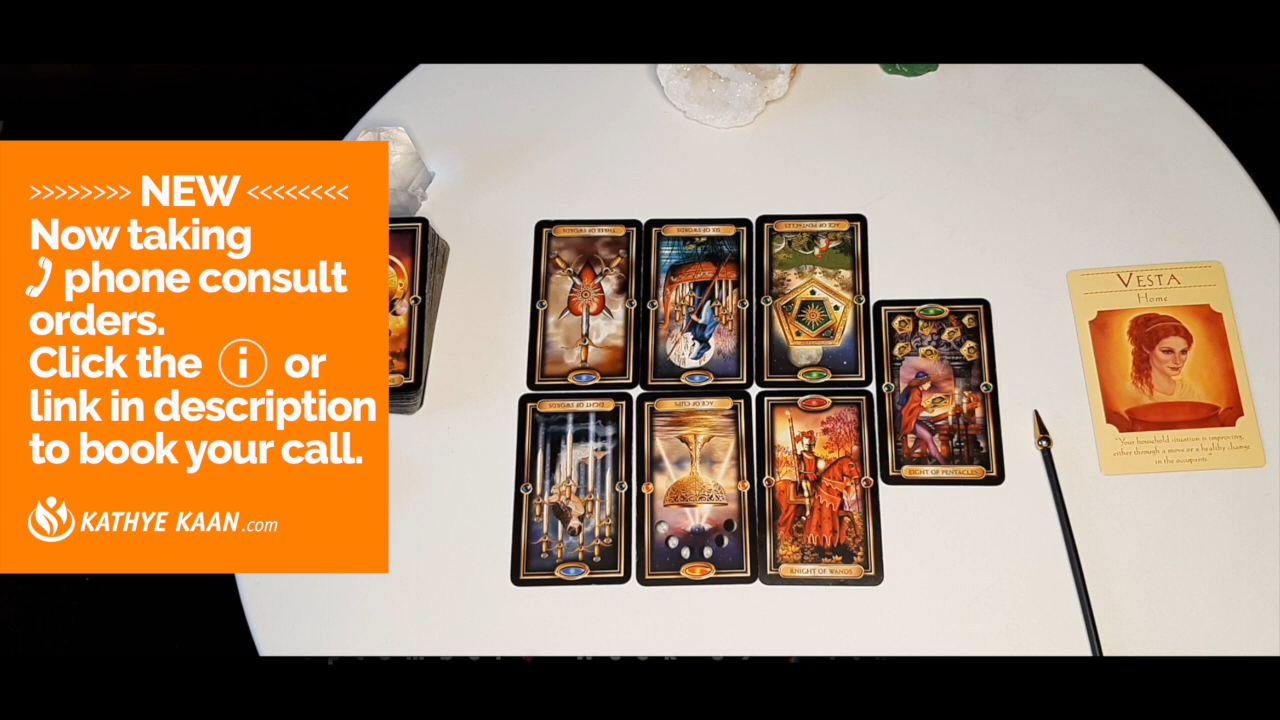 >>>>>>>> NEW <<<<<<<<
Now taking
phone consult
orders.
Click the i or
link in description
to book your call.
KATHYE KAAN.com
THREE OF SWORDS
SIX OF SWORDS
ACE OF PENTACLES
EIGHT OF SWORDS
ACE OF CUPS
KNIGHT OF WANDS
EIGHT OF PENTACLES
VESTA
Home
"Your household situation is improving,
either through a move or a healthy change
in the occupants."